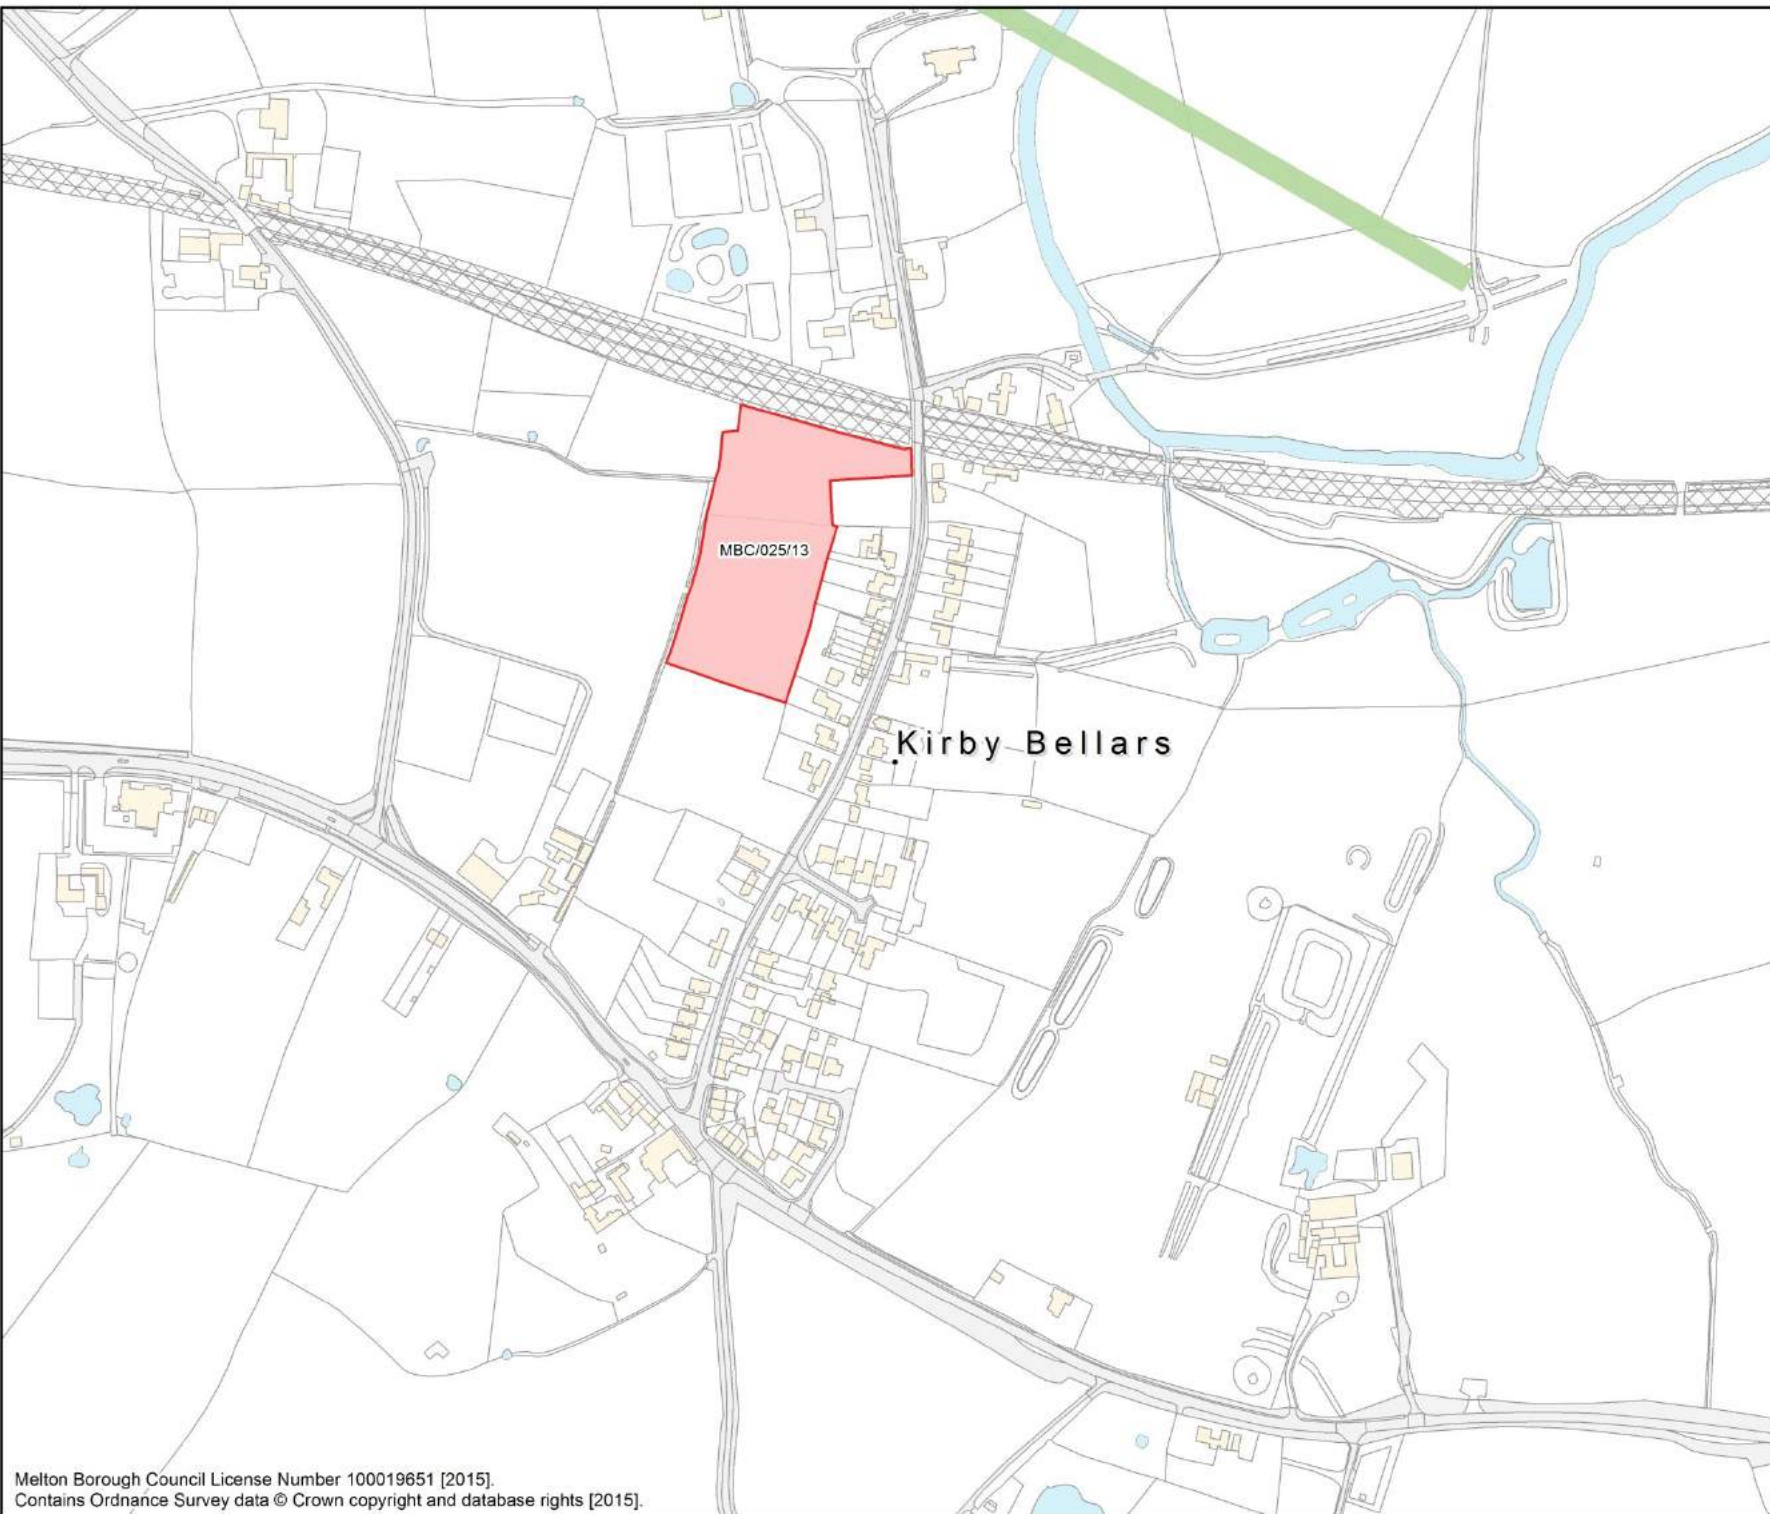 MBC/025/13
Kirby Bellars
Melton Borough Council License Number 100019651 [2015].
Contains Ordnance Survey data © Crown copyright and database rights [2015].